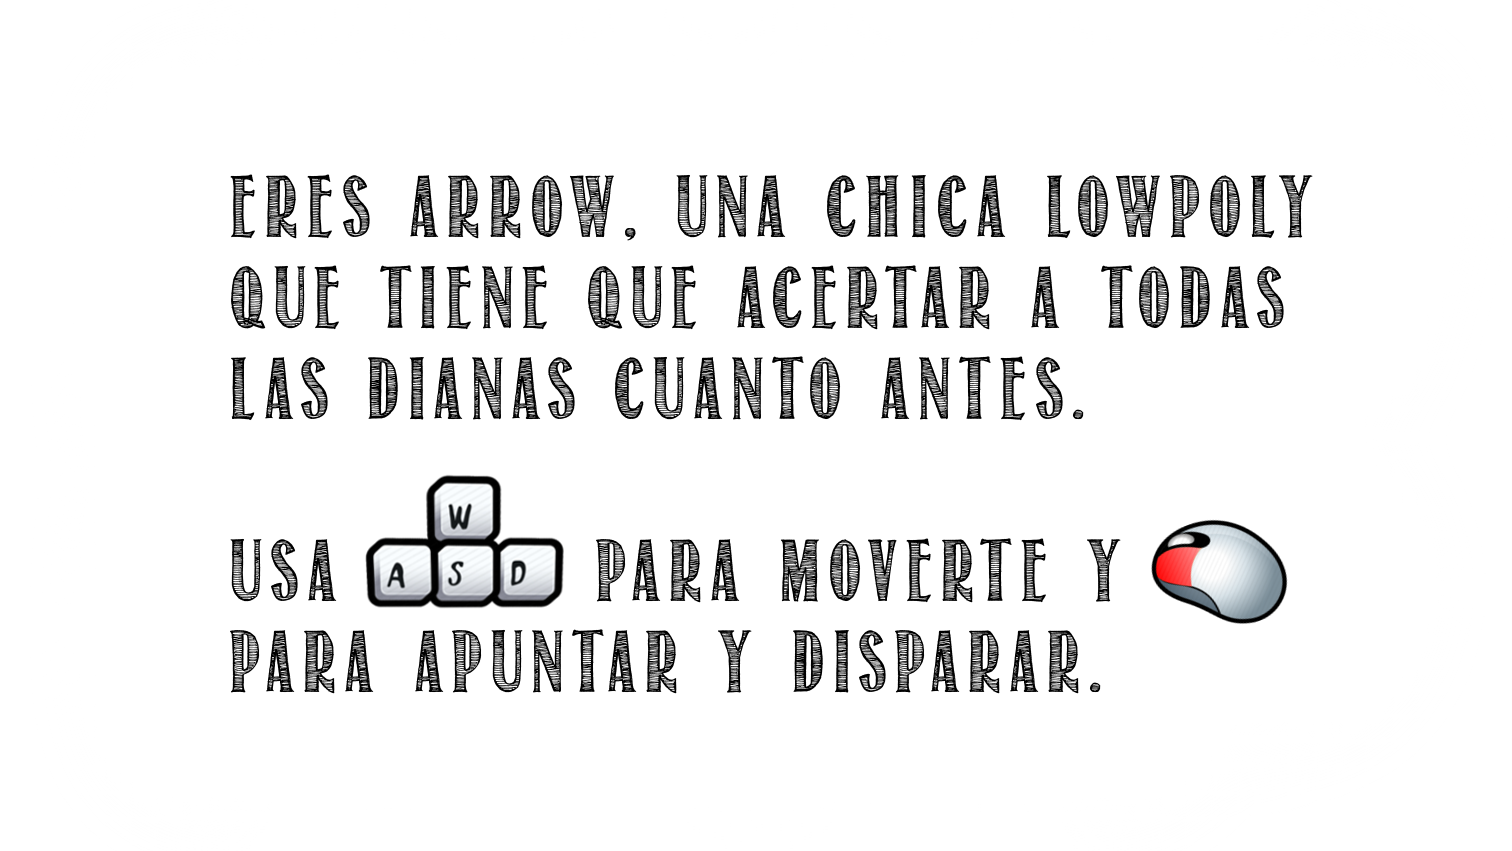 ERES ARROW, UNA CHICA LOWPOLY
QUE TIENE QUE ACERTAR A TODAS
LAS DIANAS CUANTO ANTES.
W
USA A S D PARA MOVERTE Y
PARA APUNTAR Y DISPARAR.